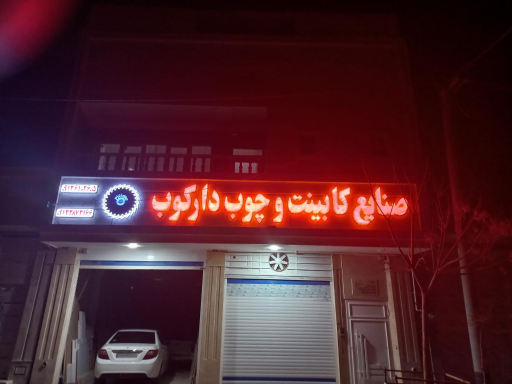 صنایع کابینت و چوب دارکوب